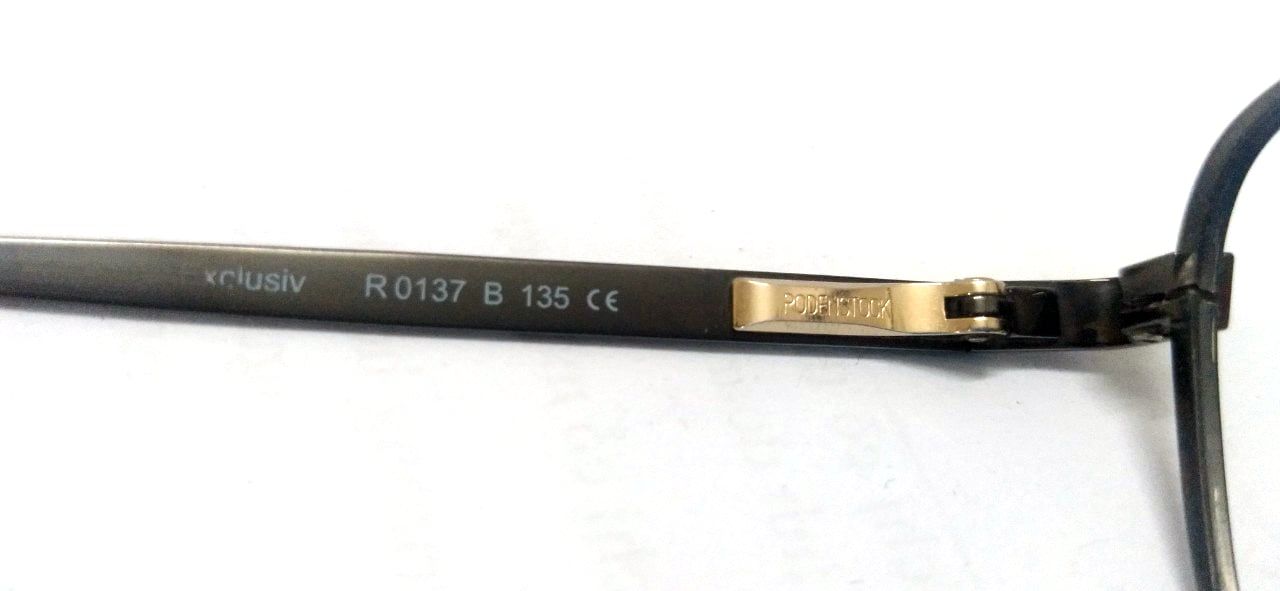 xclusiv R 0137 B 135 CE
RODENSTOCK